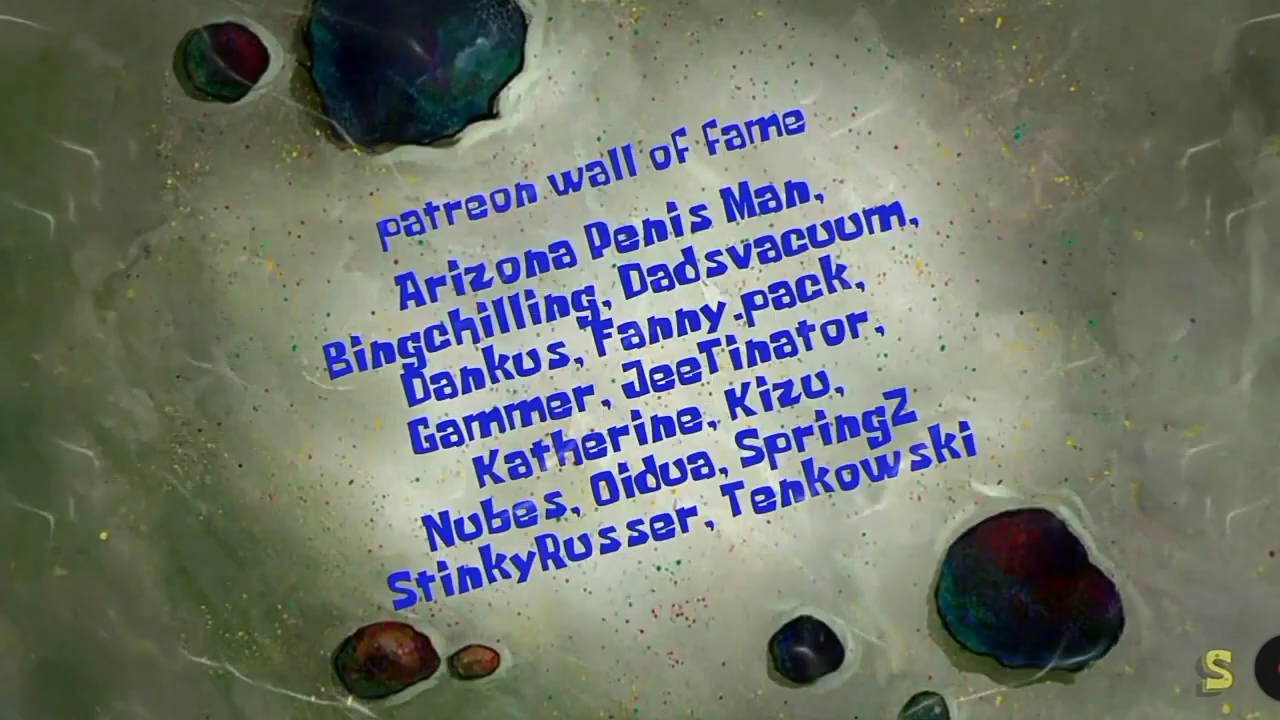 patreon wall of fame
Arizona Penis Man,
Bingchilling, Dadsvacuum,
Dankus, Fanny.pack,
Gammer, JeeTinator,
Katherine, Kizu,
Nubes, Oidua, SpringZ
StinkyRusser, Tenkowski
S